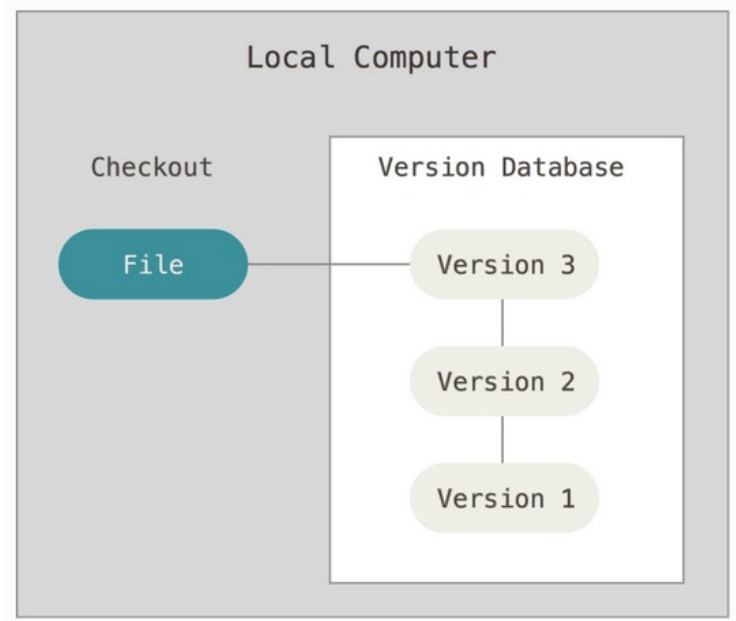 Local Computer
Checkout
Version Database
File
Version 3
Version 2
Version 1